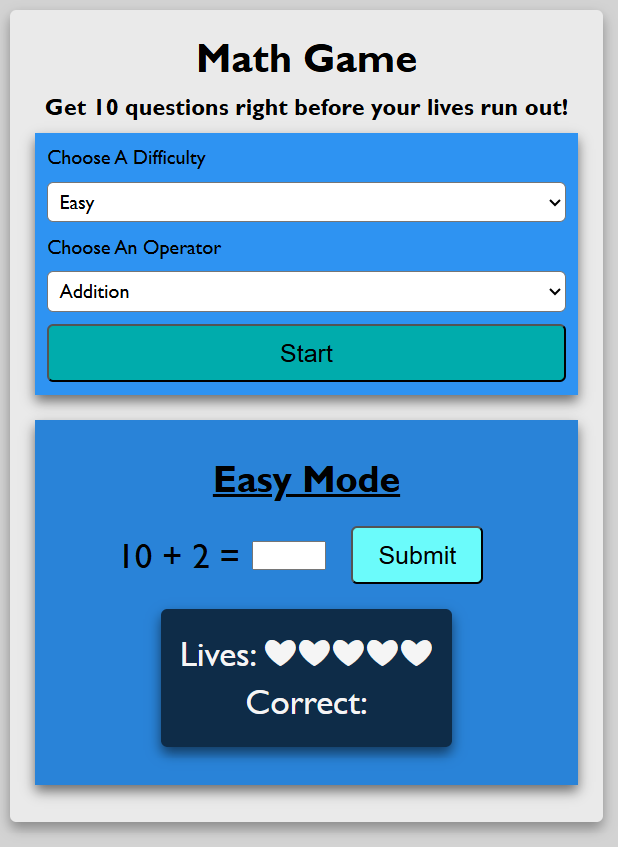 Math Game
Get 10 questions right before your lives run out!
Choose A Difficulty
Easy
Choose An Operator
Addition
Start
Easy Mode
10 + 2 = Submit
Lives:
Correct: